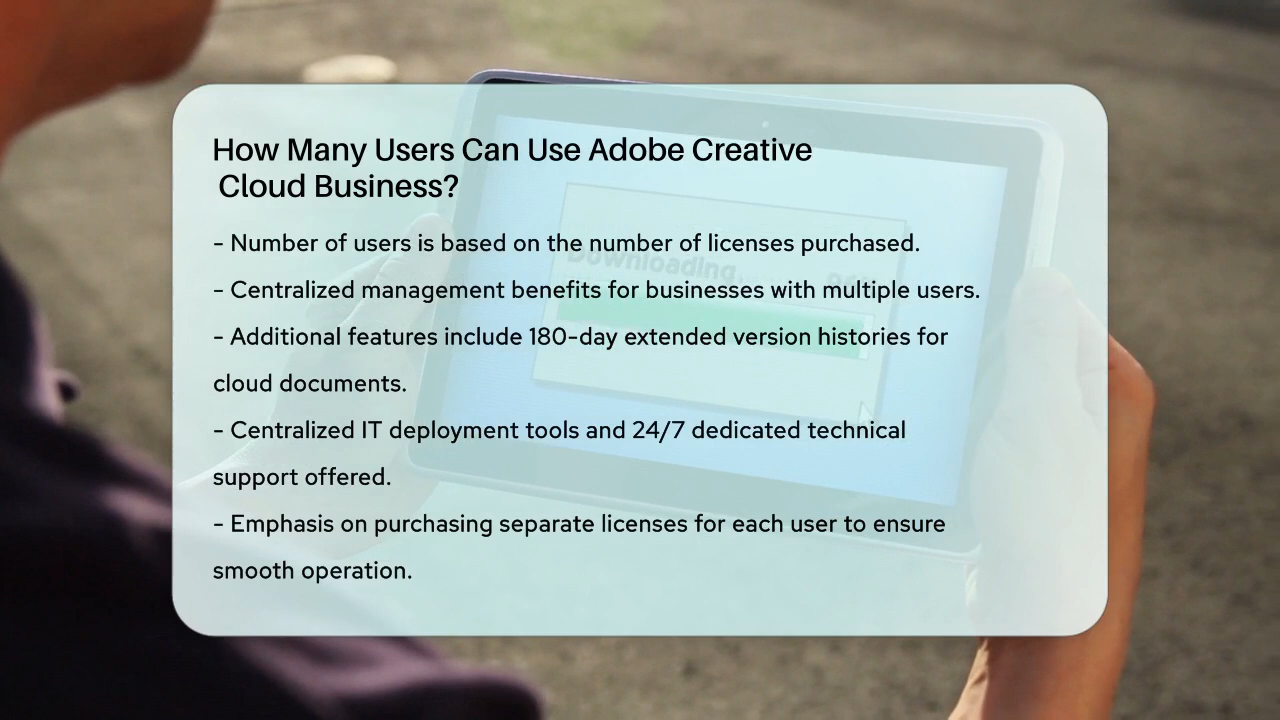 How Many Users Can Use Adobe Creative
Cloud Business?
- Number of users is based on the number of licenses purchased.
- Centralized management benefits for businesses with multiple users.
- Additional features include 180-day extended version histories for
cloud documents.
- Centralized IT deployment tools and 24/7 dedicated technical
support offered.
- Emphasis on purchasing separate licenses for each user to ensure
smooth operation.
Downloading